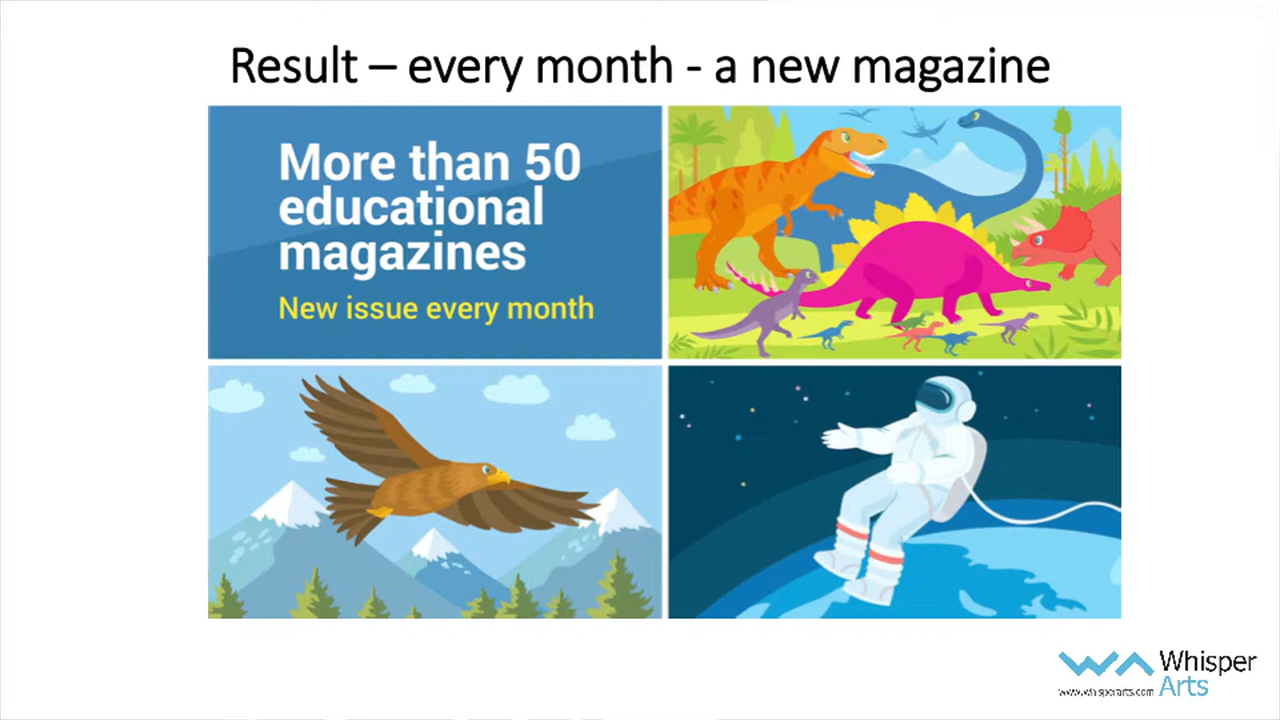 Result – every month - a new magazine
More than 50
educational
magazines
New issue every month
Whisper
Arts
www.whisperarts.com